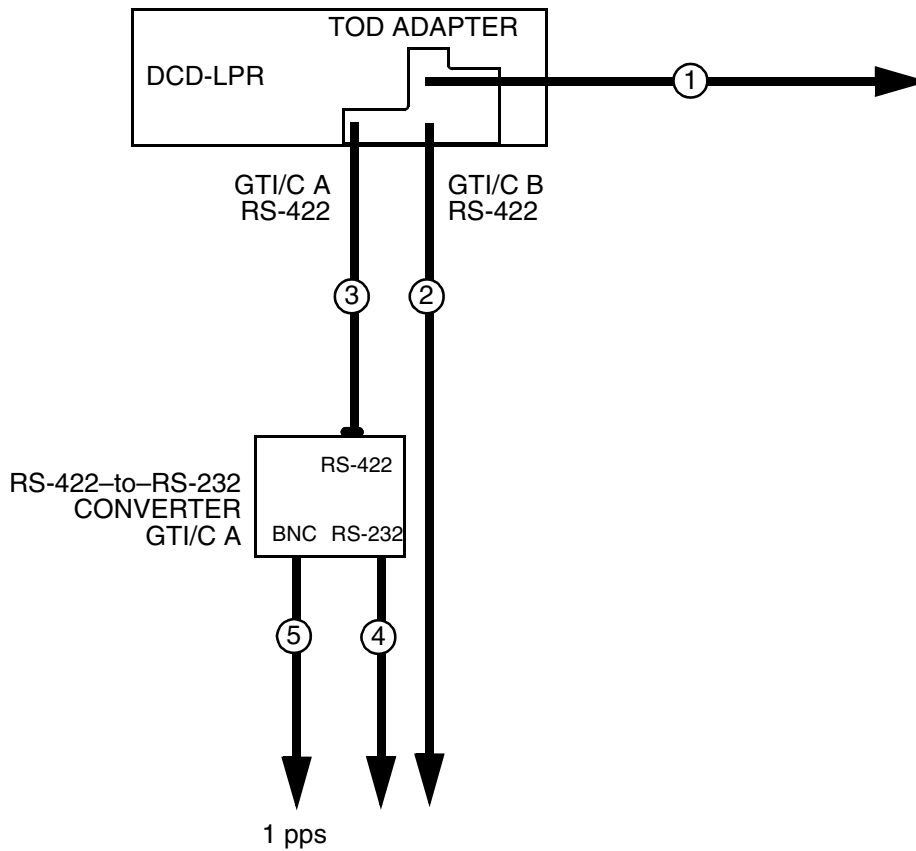 TOD ADAPTER
DCD-LPR
1
GTI/C A
RS-422
GTI/C B
RS-422
3
2
RS-422
RS-422–to–RS-232
CONVERTER
GTI/C A
BNC
RS-232
5
4
1 pps